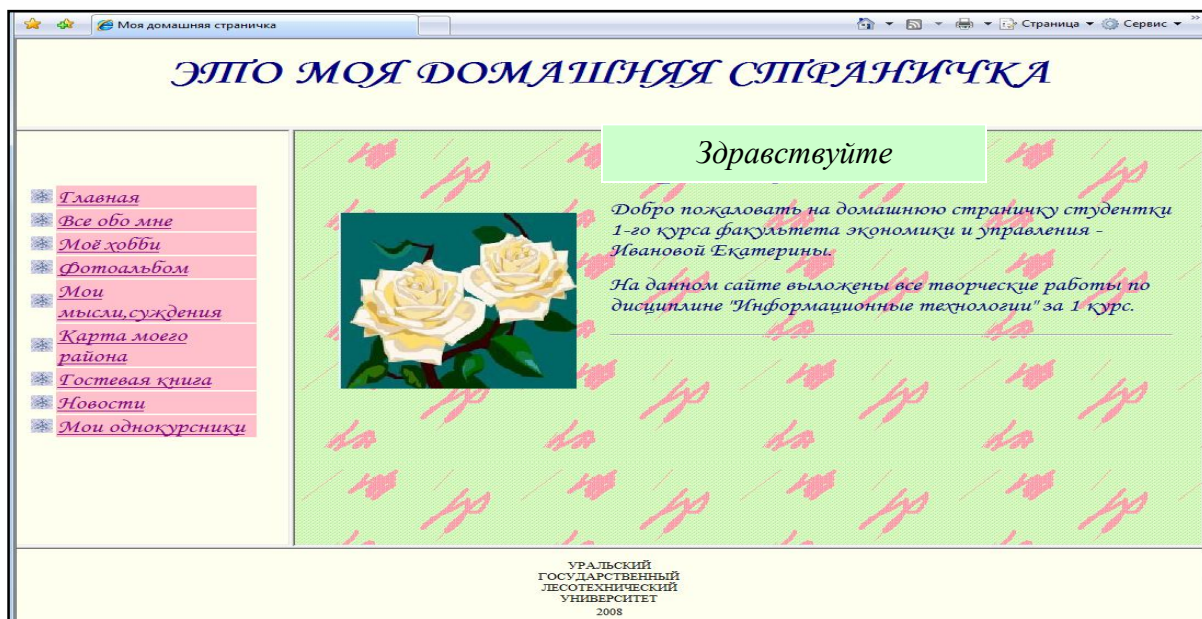 Моя домашняя страничка
Страница
Сервис
ЭТО МОЯ ДОМАШНЯЯ СТРАНИЧКА
Главная
Все обо мне
Моё хобби
Фотоальбом
Мои
мысли,суждения
Карта моего
района
Гостевая книга
Новости
Мои однокурсники
Здравствуйте
Добро пожаловать на домашнюю страничку студентки
1-го курса факультета экономики и управления -
Ивановой Екатерины.
На данном сайте выложены все творческие работы по
дисциплине "Информационные технологии" за 1 курс.
УРАЛЬСКИЙ
ГОСУДАРСТВЕННЫЙ
ЛЕСОТЕХНИЧЕСКИЙ
УНИВЕРСИТЕТ
2008